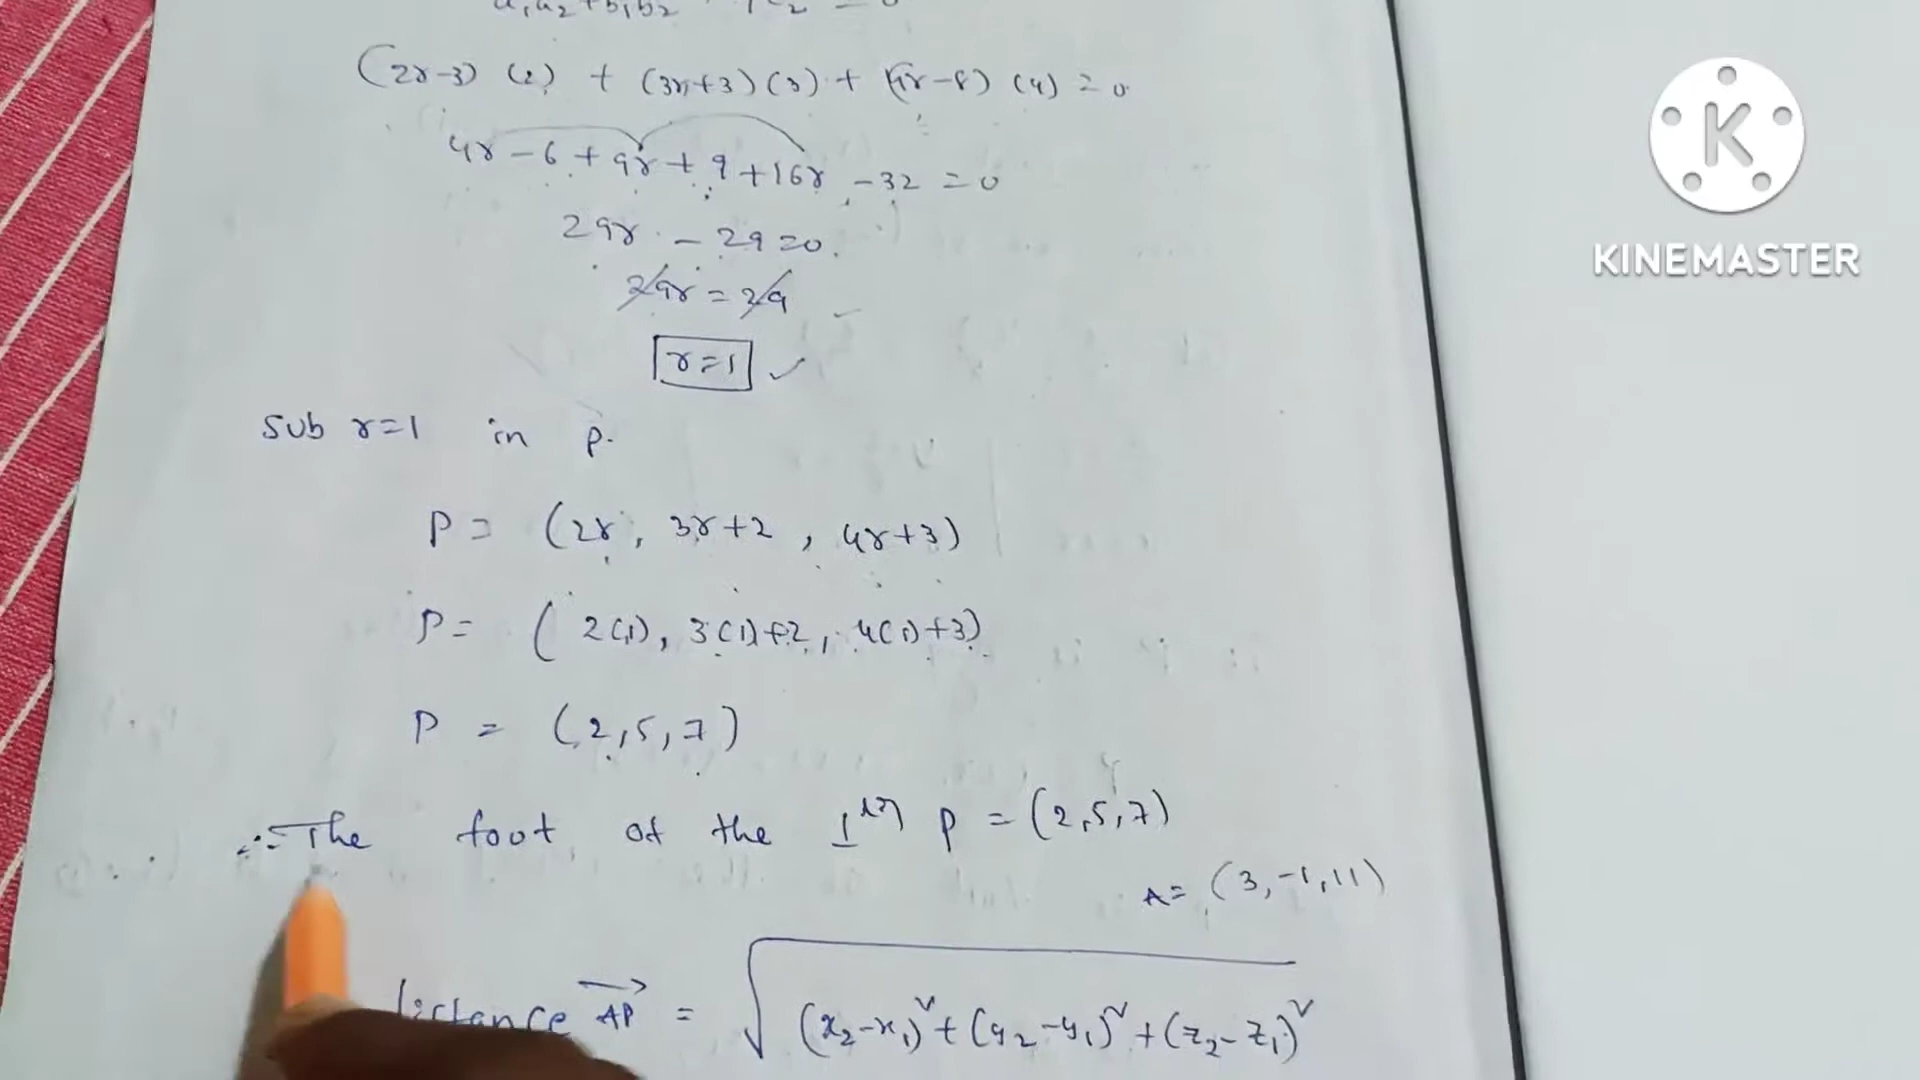 a₁a₂+b₁b₂
(2r-3) (2) + (3r+3) (3) + (4r-8) (4) = 0
4r - 6 + 9r + 9 + 16r - 32 = 0
29r - 29 = 0
29r = 29
r = 1
Sub r=1 in P.
P = (2r, 3r+2, 4r+3)
P = ( 2(1), 3(1)+2, 4(1)+3)
P = (2,5,7)
∴ The foot of the ⊥ P = (2,5,7)
A = (3,-1,11)
distance AP = √(x₂-x₁)²+(y₂-y₁)²+(z₂-z₁)²
K
KINEMASTER